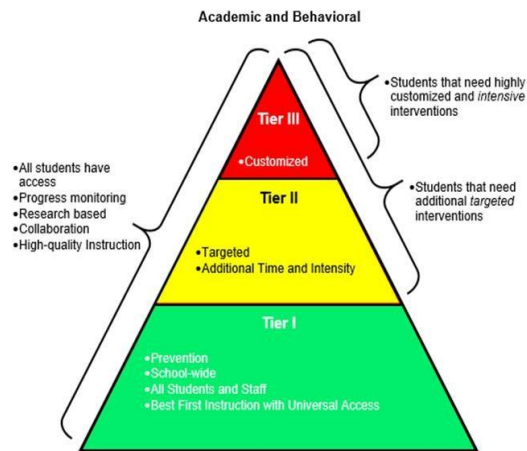 Academic and Behavioral
•All students have
access
•Progress monitoring
•Research based
•Collaboration
•High-quality Instruction
Tier III
•Customized
Tier II
•Targeted
•Additional Time and Intensity
Tier I
•Prevention
•School-wide
•All Students and Staff
•Best First Instruction with Universal Access
•Students that need highly
customized and intensive
interventions
•Students that need
additional targeted
interventions